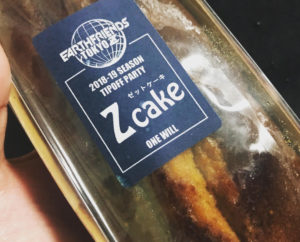 EARTHFRIENDS
TOKYO Z
2018-19 SEASON
TIPOFF PARTY
ゼットケーキ
Z cake
ONE WILL